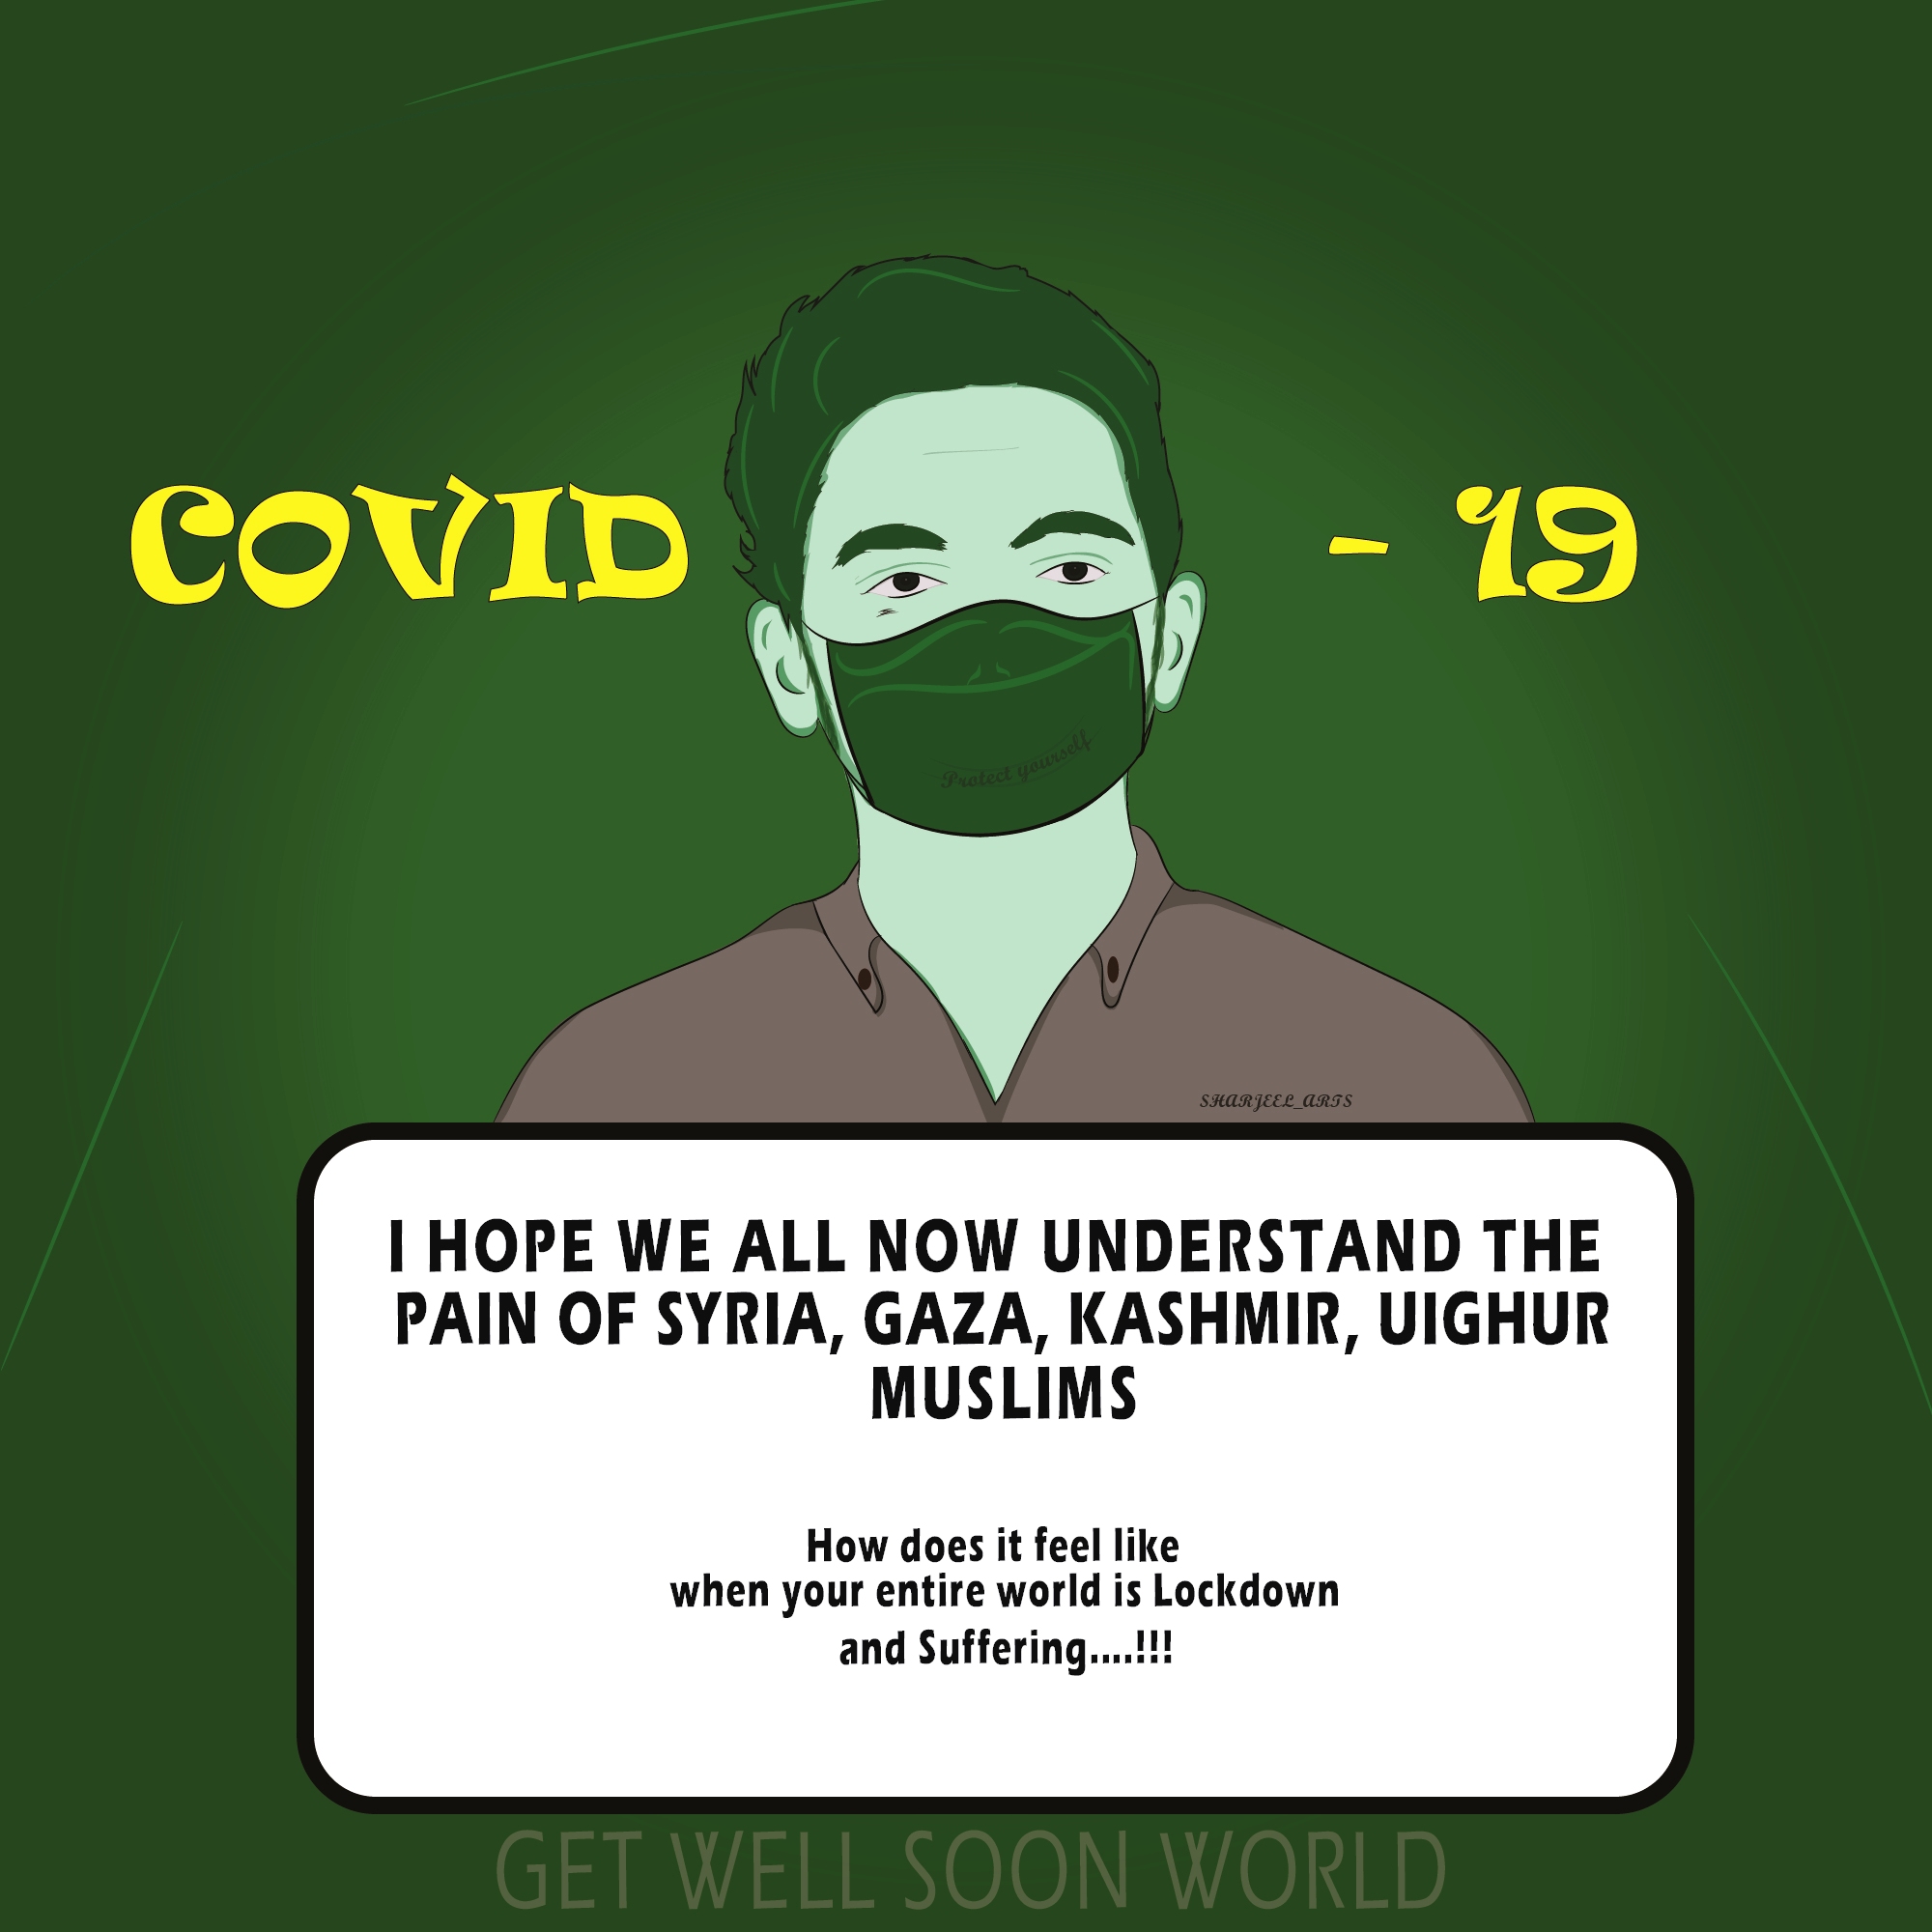 COVID - 19
Protect yourself
SHARJEEL_ARTS
I HOPE WE ALL NOW UNDERSTAND THE
PAIN OF SYRIA, GAZA, KASHMIR, UIGHUR
MUSLIMS
How does it feel like
when your entire world is Lockdown
and Suffering....!!!
GET WELL SOON WORLD